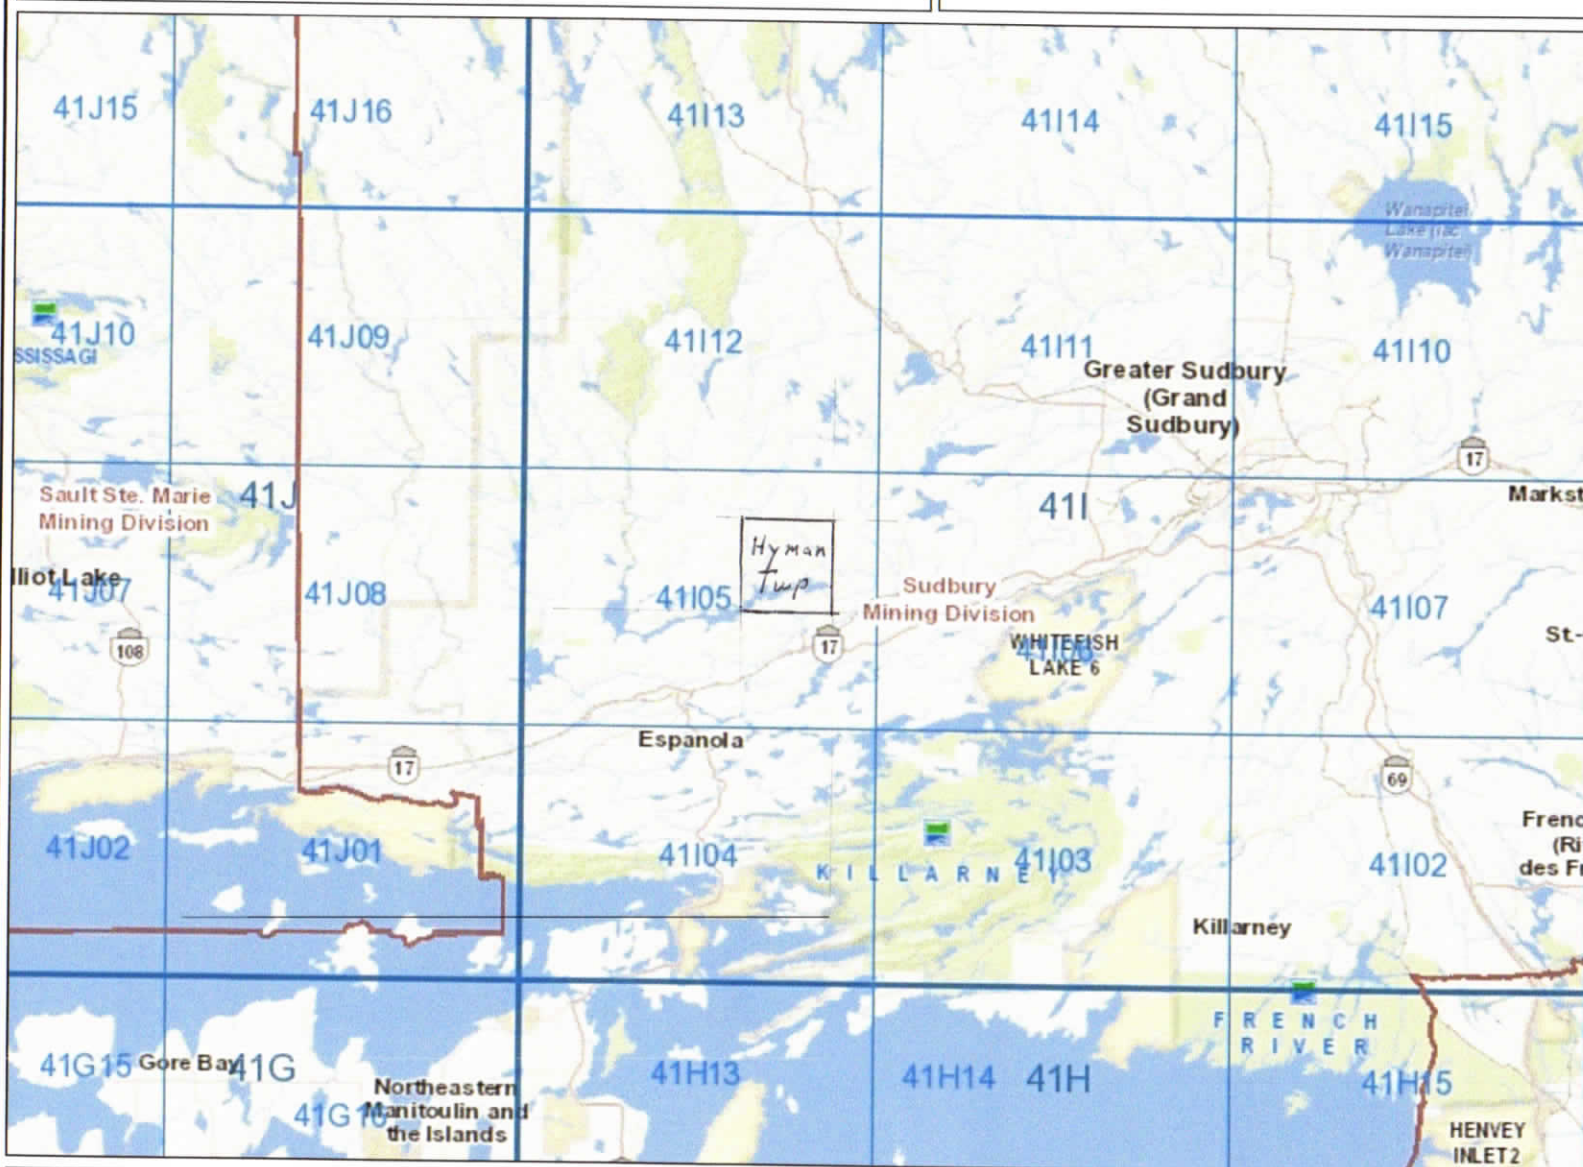 41J15
41J16
41I13
41I14
41I15
Wanapitei
Lake (lac
Wanapitei)
41J10
SSISSAGI
41J09
41I12
41I11
41I10
Greater Sudbury
(Grand
Sudbury)
17
Markst
Sault Ste. Marie
Mining Division
41J
41I
Hyman
Twp
lliot Lake
41J07
41J08
41I05
Sudbury
Mining Division
41I07
108
17
WHITEFISH
LAKE 6
St.-
Espanola
17
69
41J02
41J01
41I04
KILLARNEY
41I03
41I02
Frenc
(Ri
des Fr
Killarney
FRENCH
RIVER
41G15
Gore Bay
41G
41G16
Northeastern
Manitoulin and
the Islands
41H13
41H14
41H
41H15
HENVEY
INLET 2